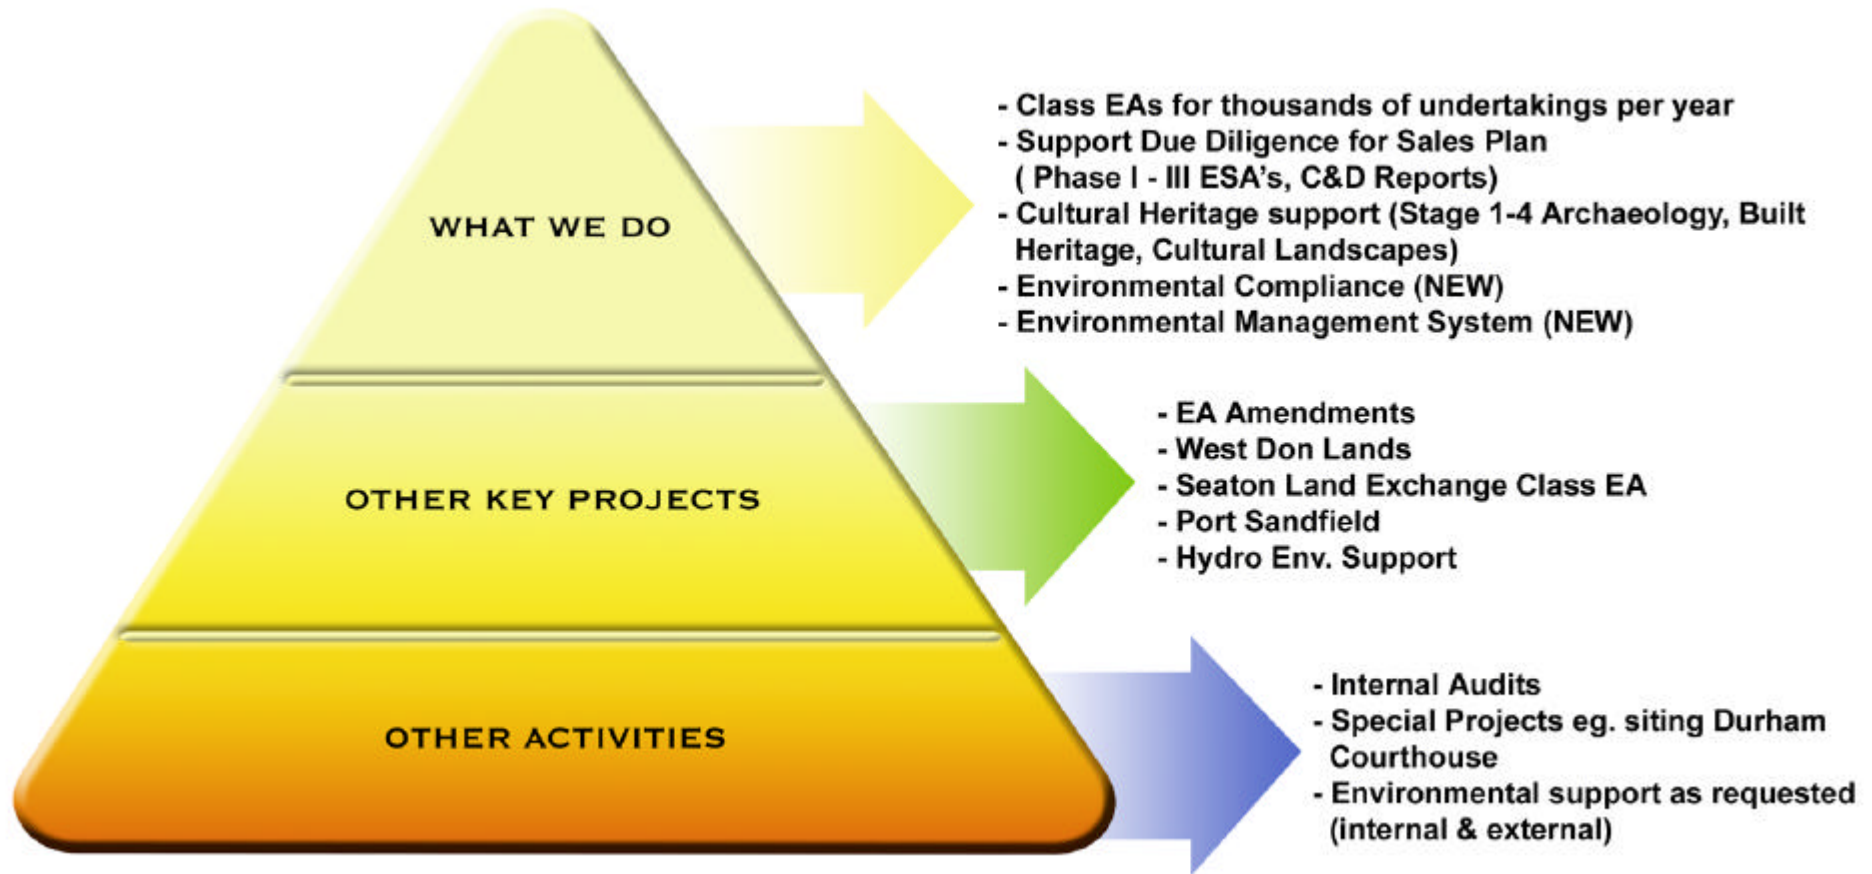 WHAT WE DO
- Class EAs for thousands of undertakings per year
- Support Due Diligence for Sales Plan
( Phase I - III ESA's, C&D Reports)
- Cultural Heritage support (Stage 1-4 Archaeology, Built
Heritage, Cultural Landscapes)
- Environmental Compliance (NEW)
- Environmental Management System (NEW)
OTHER KEY PROJECTS
- EA Amendments
- West Don Lands
- Seaton Land Exchange Class EA
- Port Sandfield
- Hydro Env. Support
OTHER ACTIVITIES
- Internal Audits
- Special Projects eg. siting Durham
Courthouse
- Environmental support as requested
(internal & external)